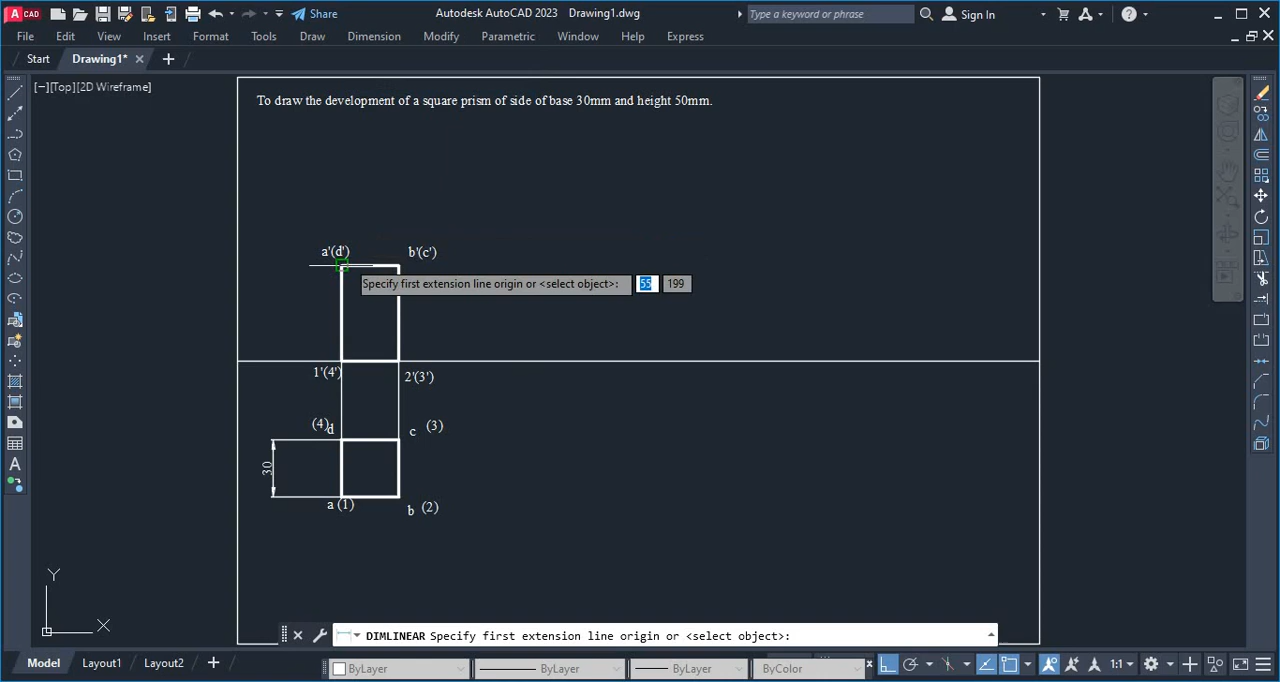 A CAD
Share
Autodesk AutoCAD 2023 Drawing1.dwg
Type a keyword or phrase
Sign In
File Edit View Insert Format Tools Draw Dimension Modify Parametric Window Help Express
Start Drawing1*
[−][Top][2D Wireframe]
To draw the development of a square prism of side of base 30mm and height 50mm.
a'(d') b'(c')
Specify first extension line origin or <select object>: 55 199
1'(4') 2'(3')
(4) d c (3)
30
a (1) b (2)
Y
X
DIMLINEAR Specify first extension line origin or <select object>:
Model Layout1 Layout2
ByLayer ByLayer ByLayer ByColor
1:1
A